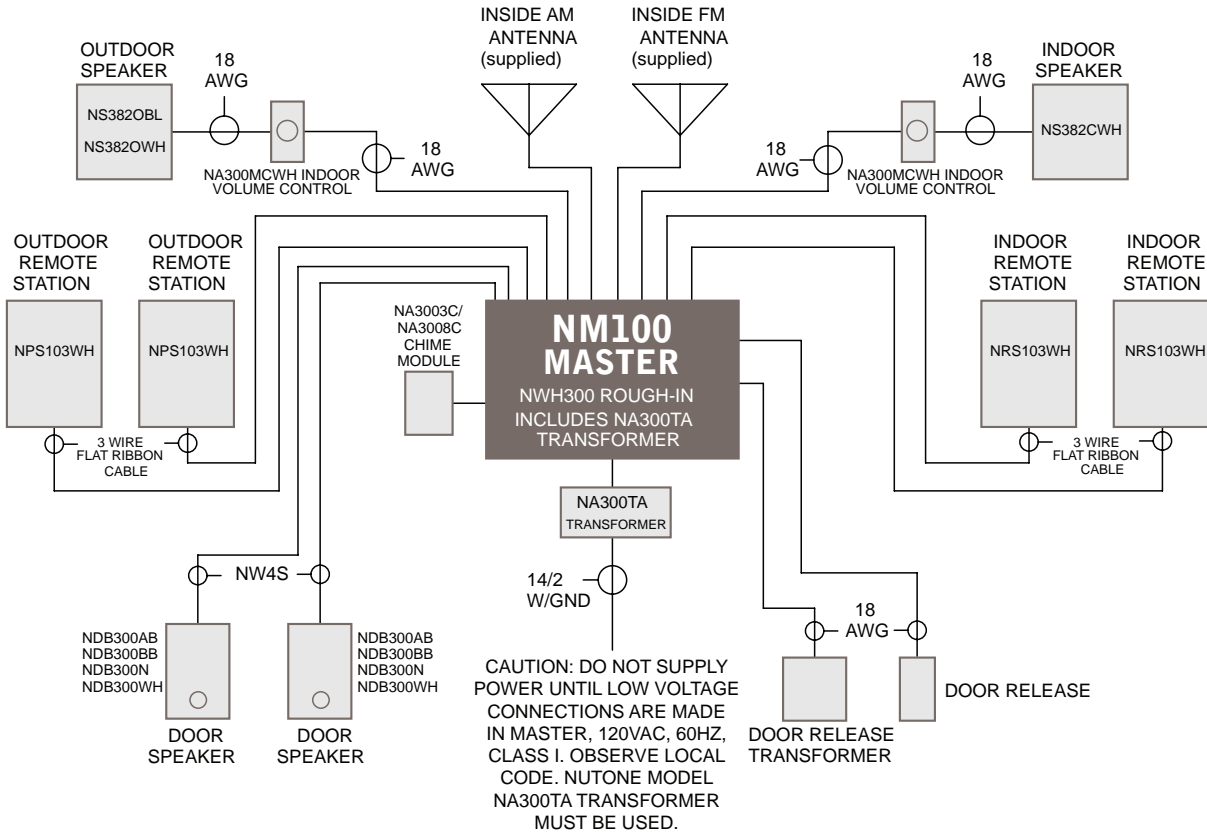 INSIDE AM
ANTENNA
(supplied)
INSIDE FM
ANTENNA
(supplied)
OUTDOOR
SPEAKER
NS382OBL
NS382OWH
18
AWG
NA300MCWH INDOOR
VOLUME CONTROL
18
AWG
18
AWG
NA300MCWH INDOOR
VOLUME CONTROL
18
AWG
INDOOR
SPEAKER
NS382CWH
OUTDOOR
REMOTE
STATION
NPS103WH
OUTDOOR
REMOTE
STATION
NPS103WH
3 WIRE
FLAT RIBBON
CABLE
NA3003C/
NA3008C
CHIME
MODULE
NM100
MASTER
NWH300 ROUGH-IN
INCLUDES NA300TA
TRANSFORMER
INDOOR
REMOTE
STATION
NRS103WH
INDOOR
REMOTE
STATION
NRS103WH
3 WIRE
FLAT RIBBON
CABLE
NA300TA
TRANSFORMER
14/2
W/GND
NW4S
NDB300AB
NDB300BB
NDB300N
NDB300WH
DOOR
SPEAKER
NDB300AB
NDB300BB
NDB300N
NDB300WH
DOOR
SPEAKER
CAUTION: DO NOT SUPPLY
POWER UNTIL LOW VOLTAGE
CONNECTIONS ARE MADE
IN MASTER, 120VAC, 60HZ,
CLASS I. OBSERVE LOCAL
CODE. NUTONE MODEL
NA300TA TRANSFORMER
MUST BE USED.
18
AWG
DOOR RELEASE
TRANSFORMER
DOOR RELEASE